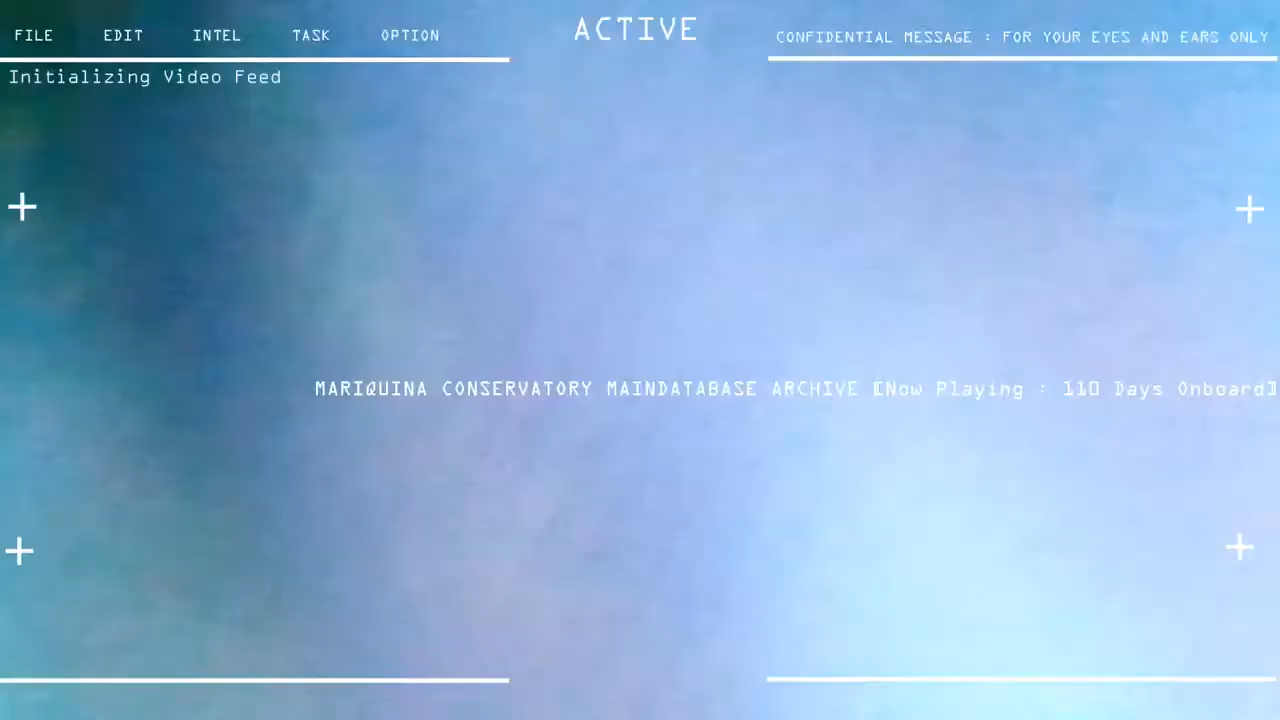 FILE EDIT INTEL TASK OPTION
ACTIVE
CONFIDENTIAL MESSAGE : FOR YOUR EYES AND EARS ONLY
Initializing Video Feed
MARIQUINA CONSERVATORY MAINDATABASE ARCHIVE [Now Playing : 110 Days Onboard]